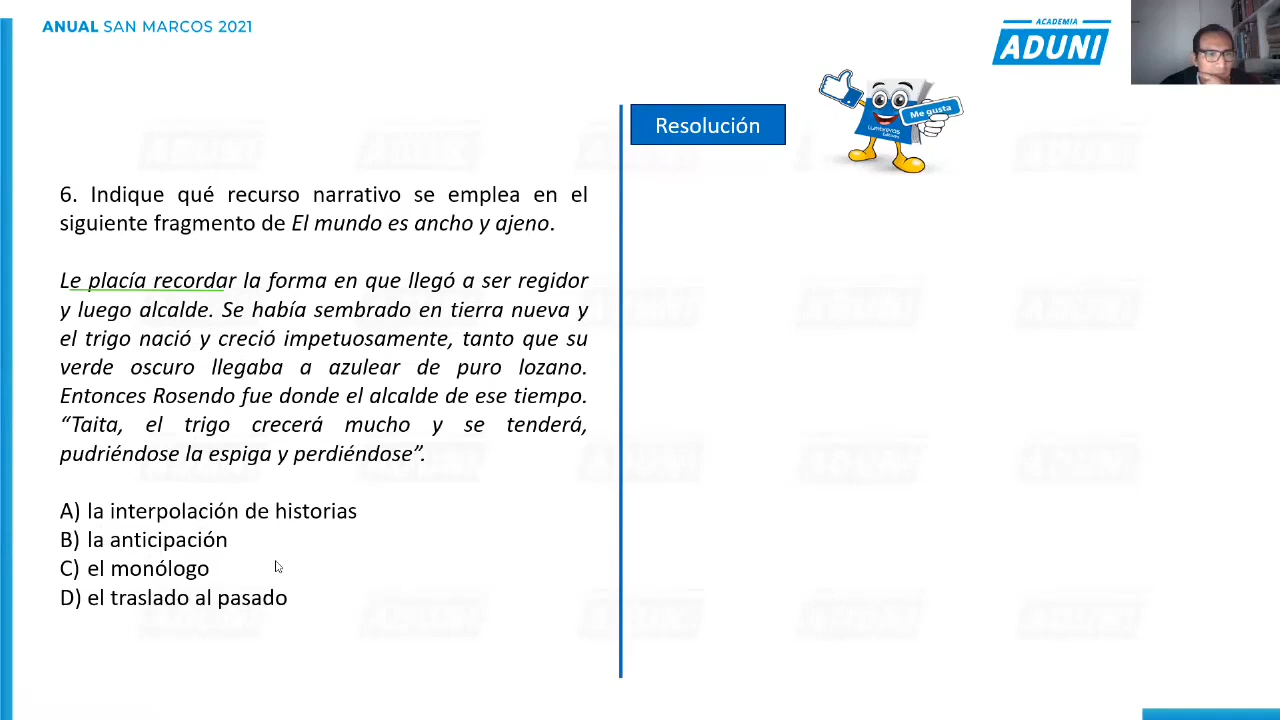 ANUAL SAN MARCOS 2021
ACADEMIA
ADUNI
Resolución
Me gusta
Lumbreras
Editores
6. Indique qué recurso narrativo se emplea en el
siguiente fragmento de El mundo es ancho y ajeno.
Le placía recordar la forma en que llegó a ser regidor
y luego alcalde. Se había sembrado en tierra nueva y
el trigo nació y creció impetuosamente, tanto que su
verde oscuro llegaba a azulear de puro lozano.
Entonces Rosendo fue donde el alcalde de ese tiempo.
“Taita, el trigo crecerá mucho y se tenderá,
pudriéndose la espiga y perdiéndose”.
A) la interpolación de historias
B) la anticipación
C) el monólogo
D) el traslado al pasado